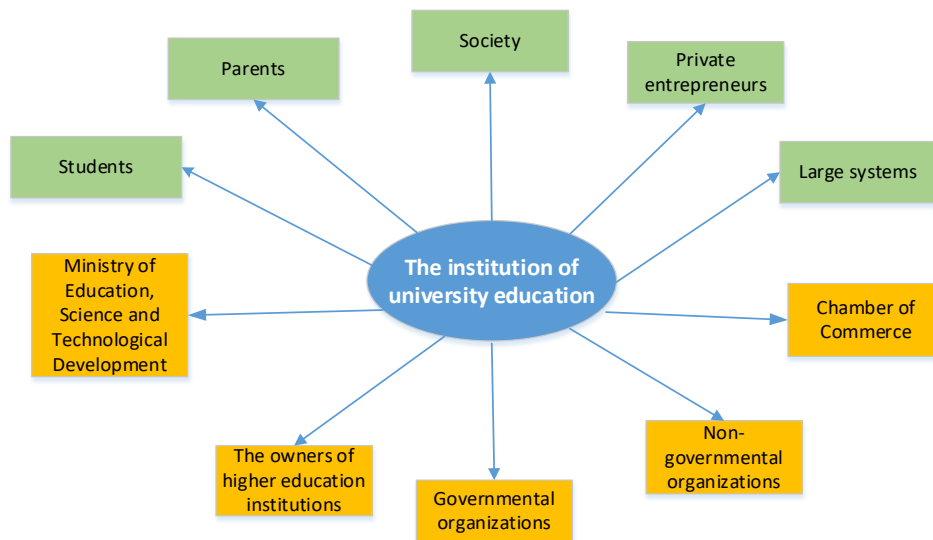 Society
Parents
Private
entrepreneurs
Students
Large systems
The institution of
university education
Ministry of
Education,
Science and
Technological
Development
Chamber of
Commerce
The owners of
higher education
institutions
Governmental
organizations
Non-
governmental
organizations